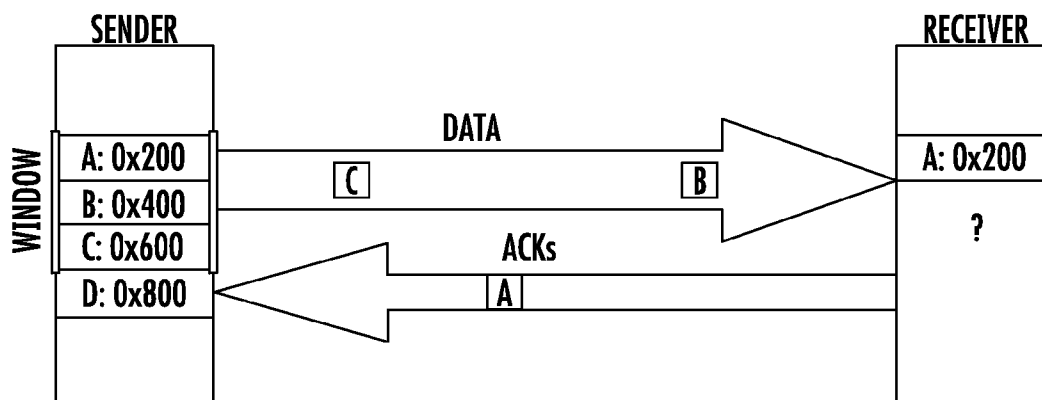 SENDER
RECEIVER
WINDOW
A: 0x200
B: 0x400
C: 0x600
D: 0x800
DATA
C
B
ACKs
A
A: 0x200
?